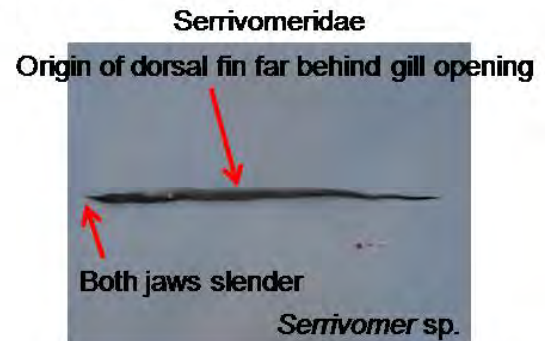 Serrivomeridae
Origin of dorsal fin far behind gill opening
Both jaws slender
Serrivomer sp.